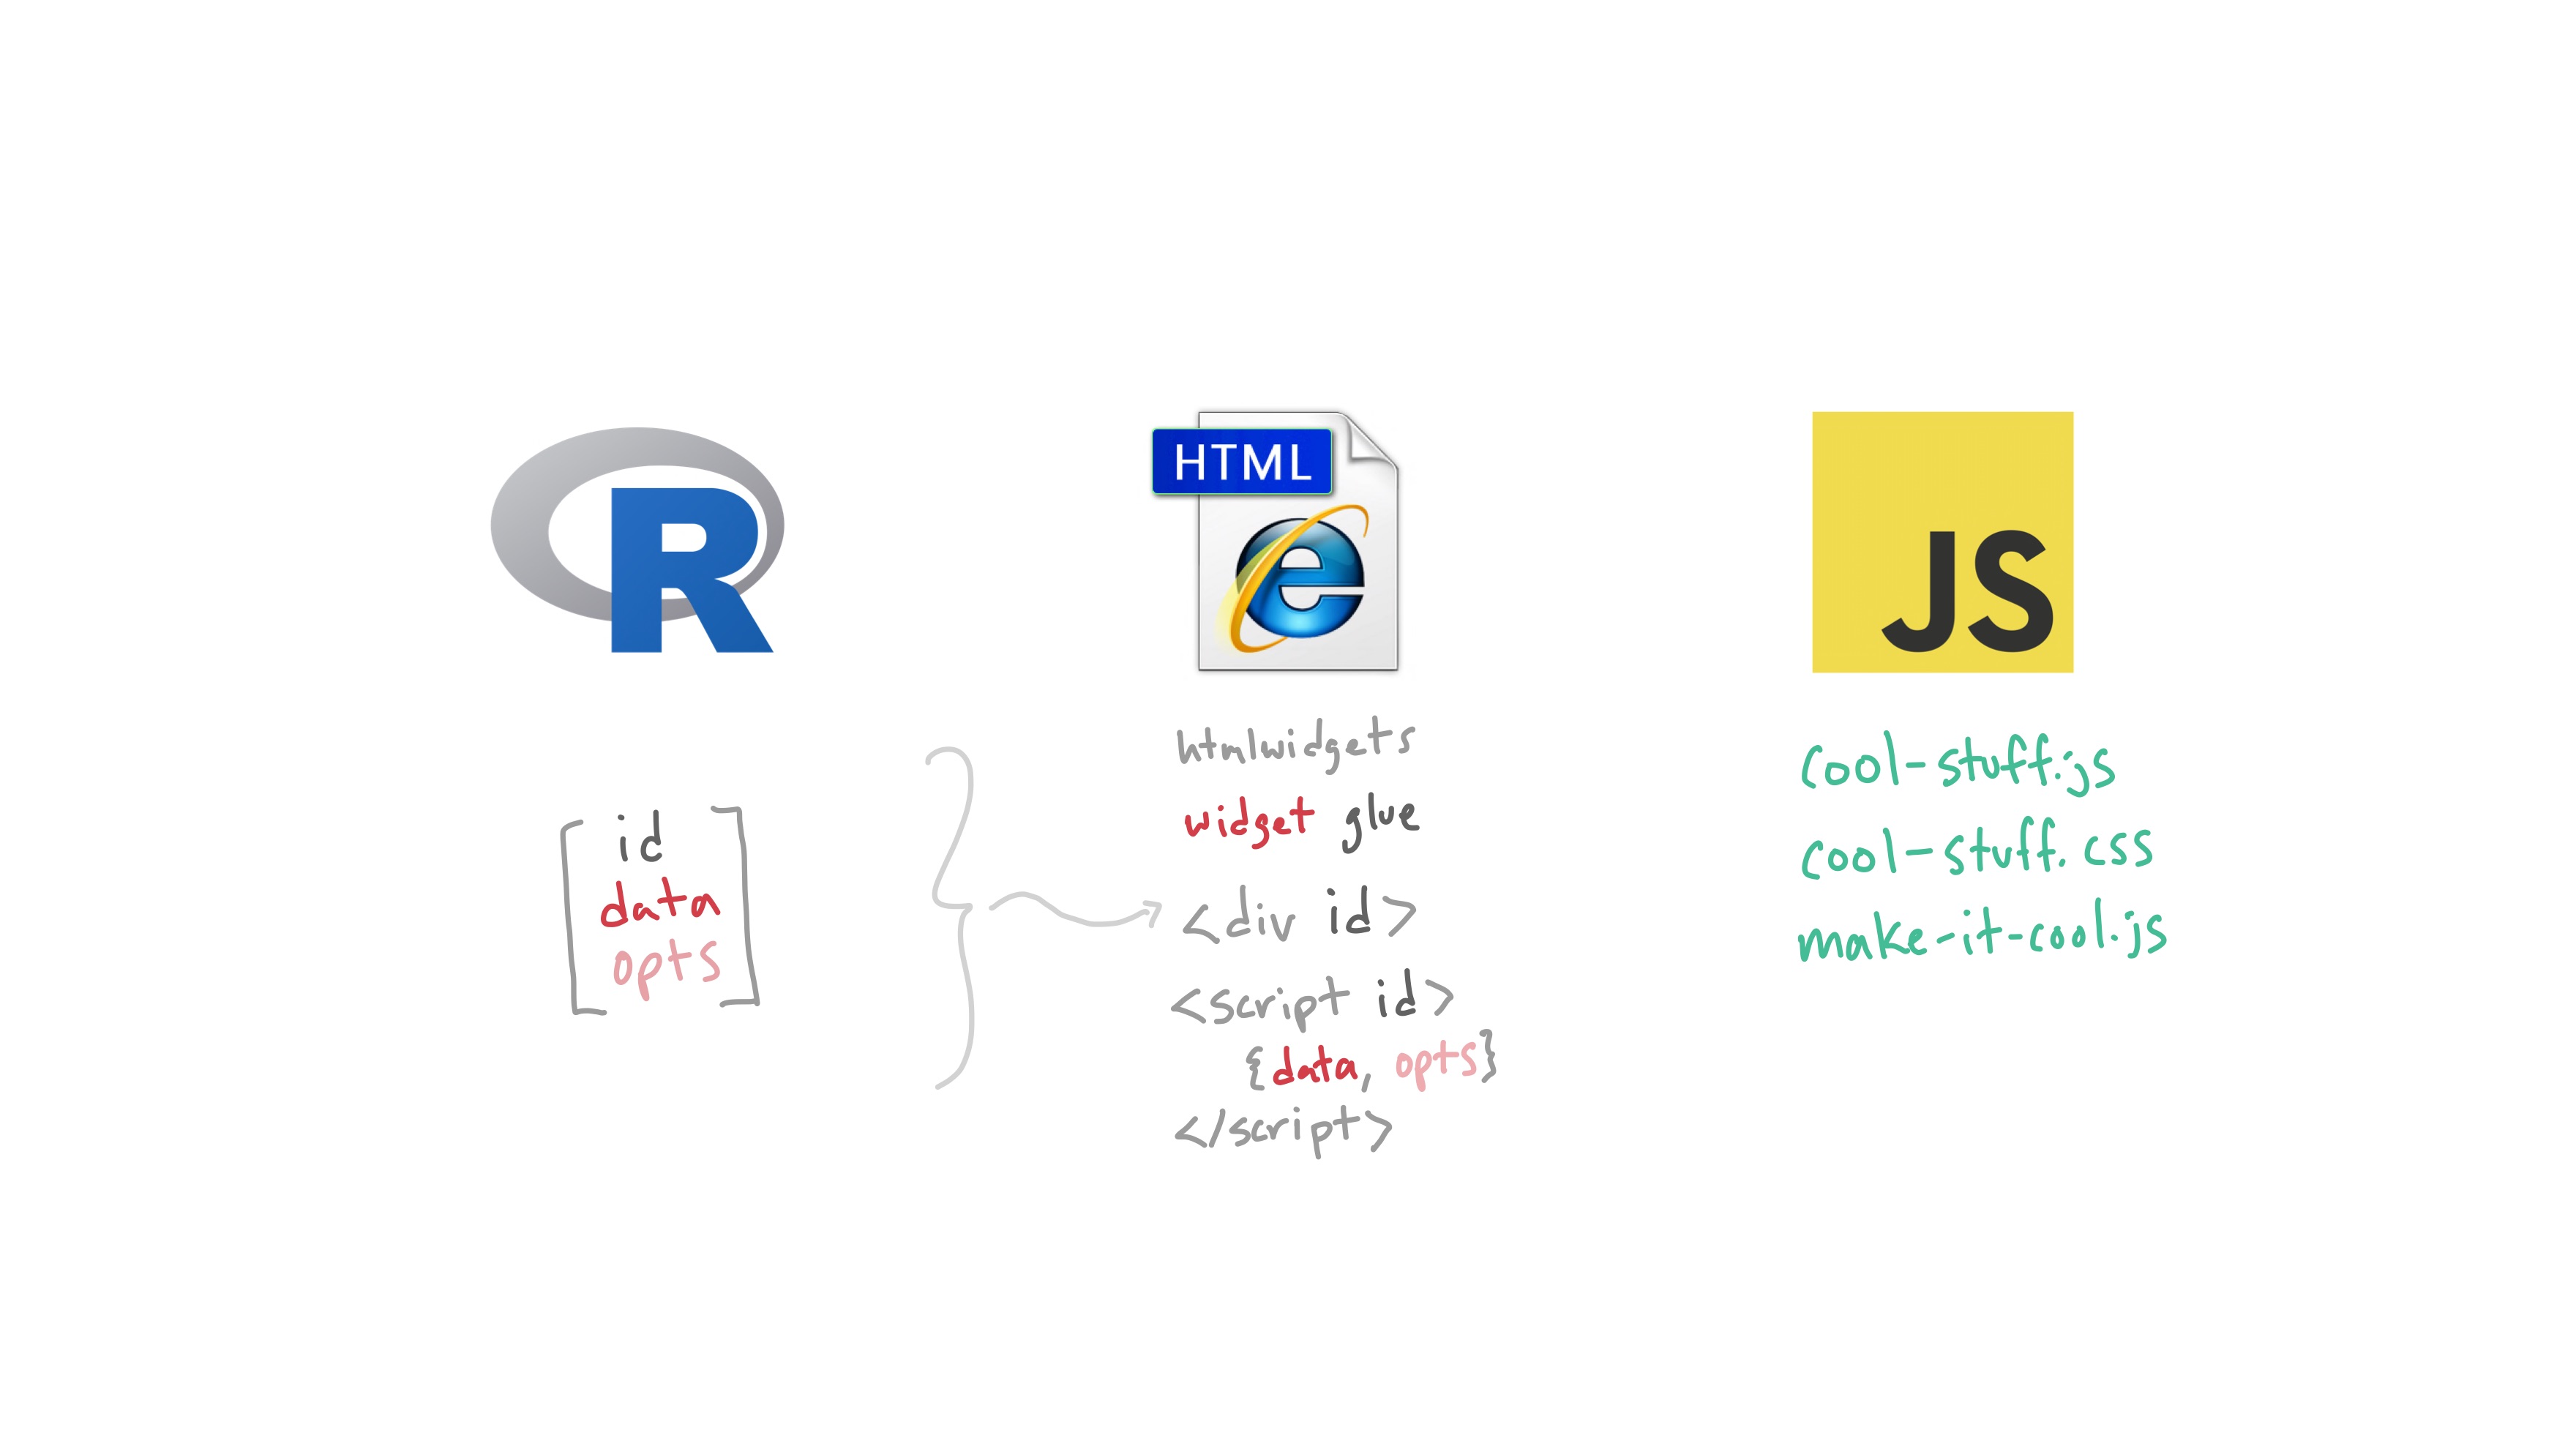 R
id
data
opts
HTML
e
htmlwidgets
widget glue
<div id>
<script id>
{data, opts}
</script>
JS
cool-stuff.js
cool-stuff.css
make-it-cool.js